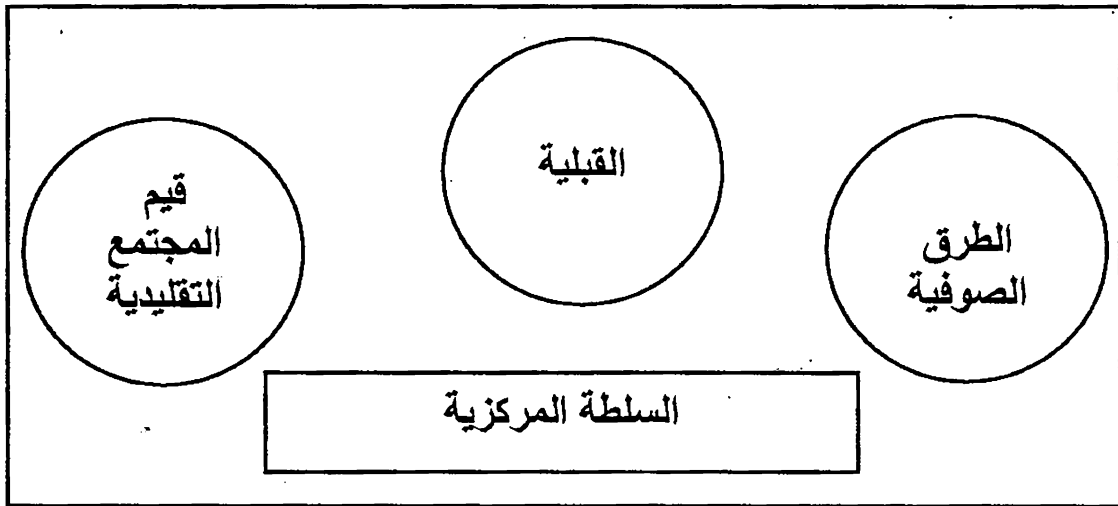 القبلية
الطرق
الصوفية
قيم
المجتمع
التقليدية
السلطة المركزية